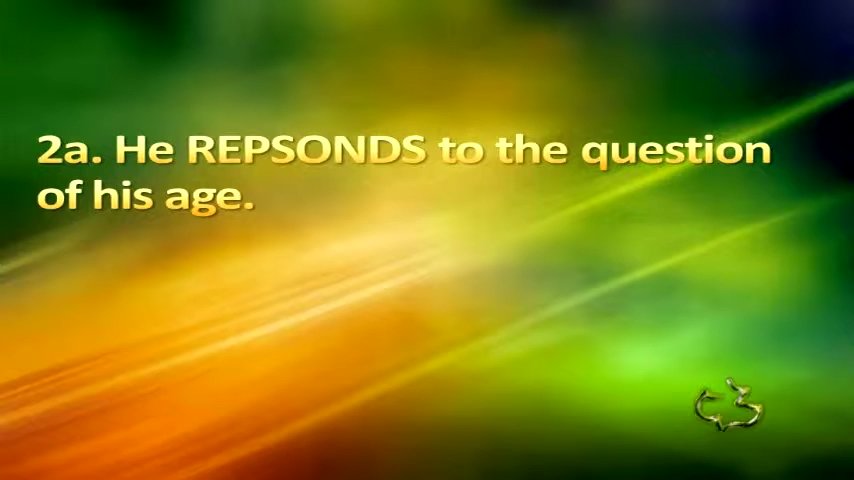 2a. He REPSONDS to the question
of his age.